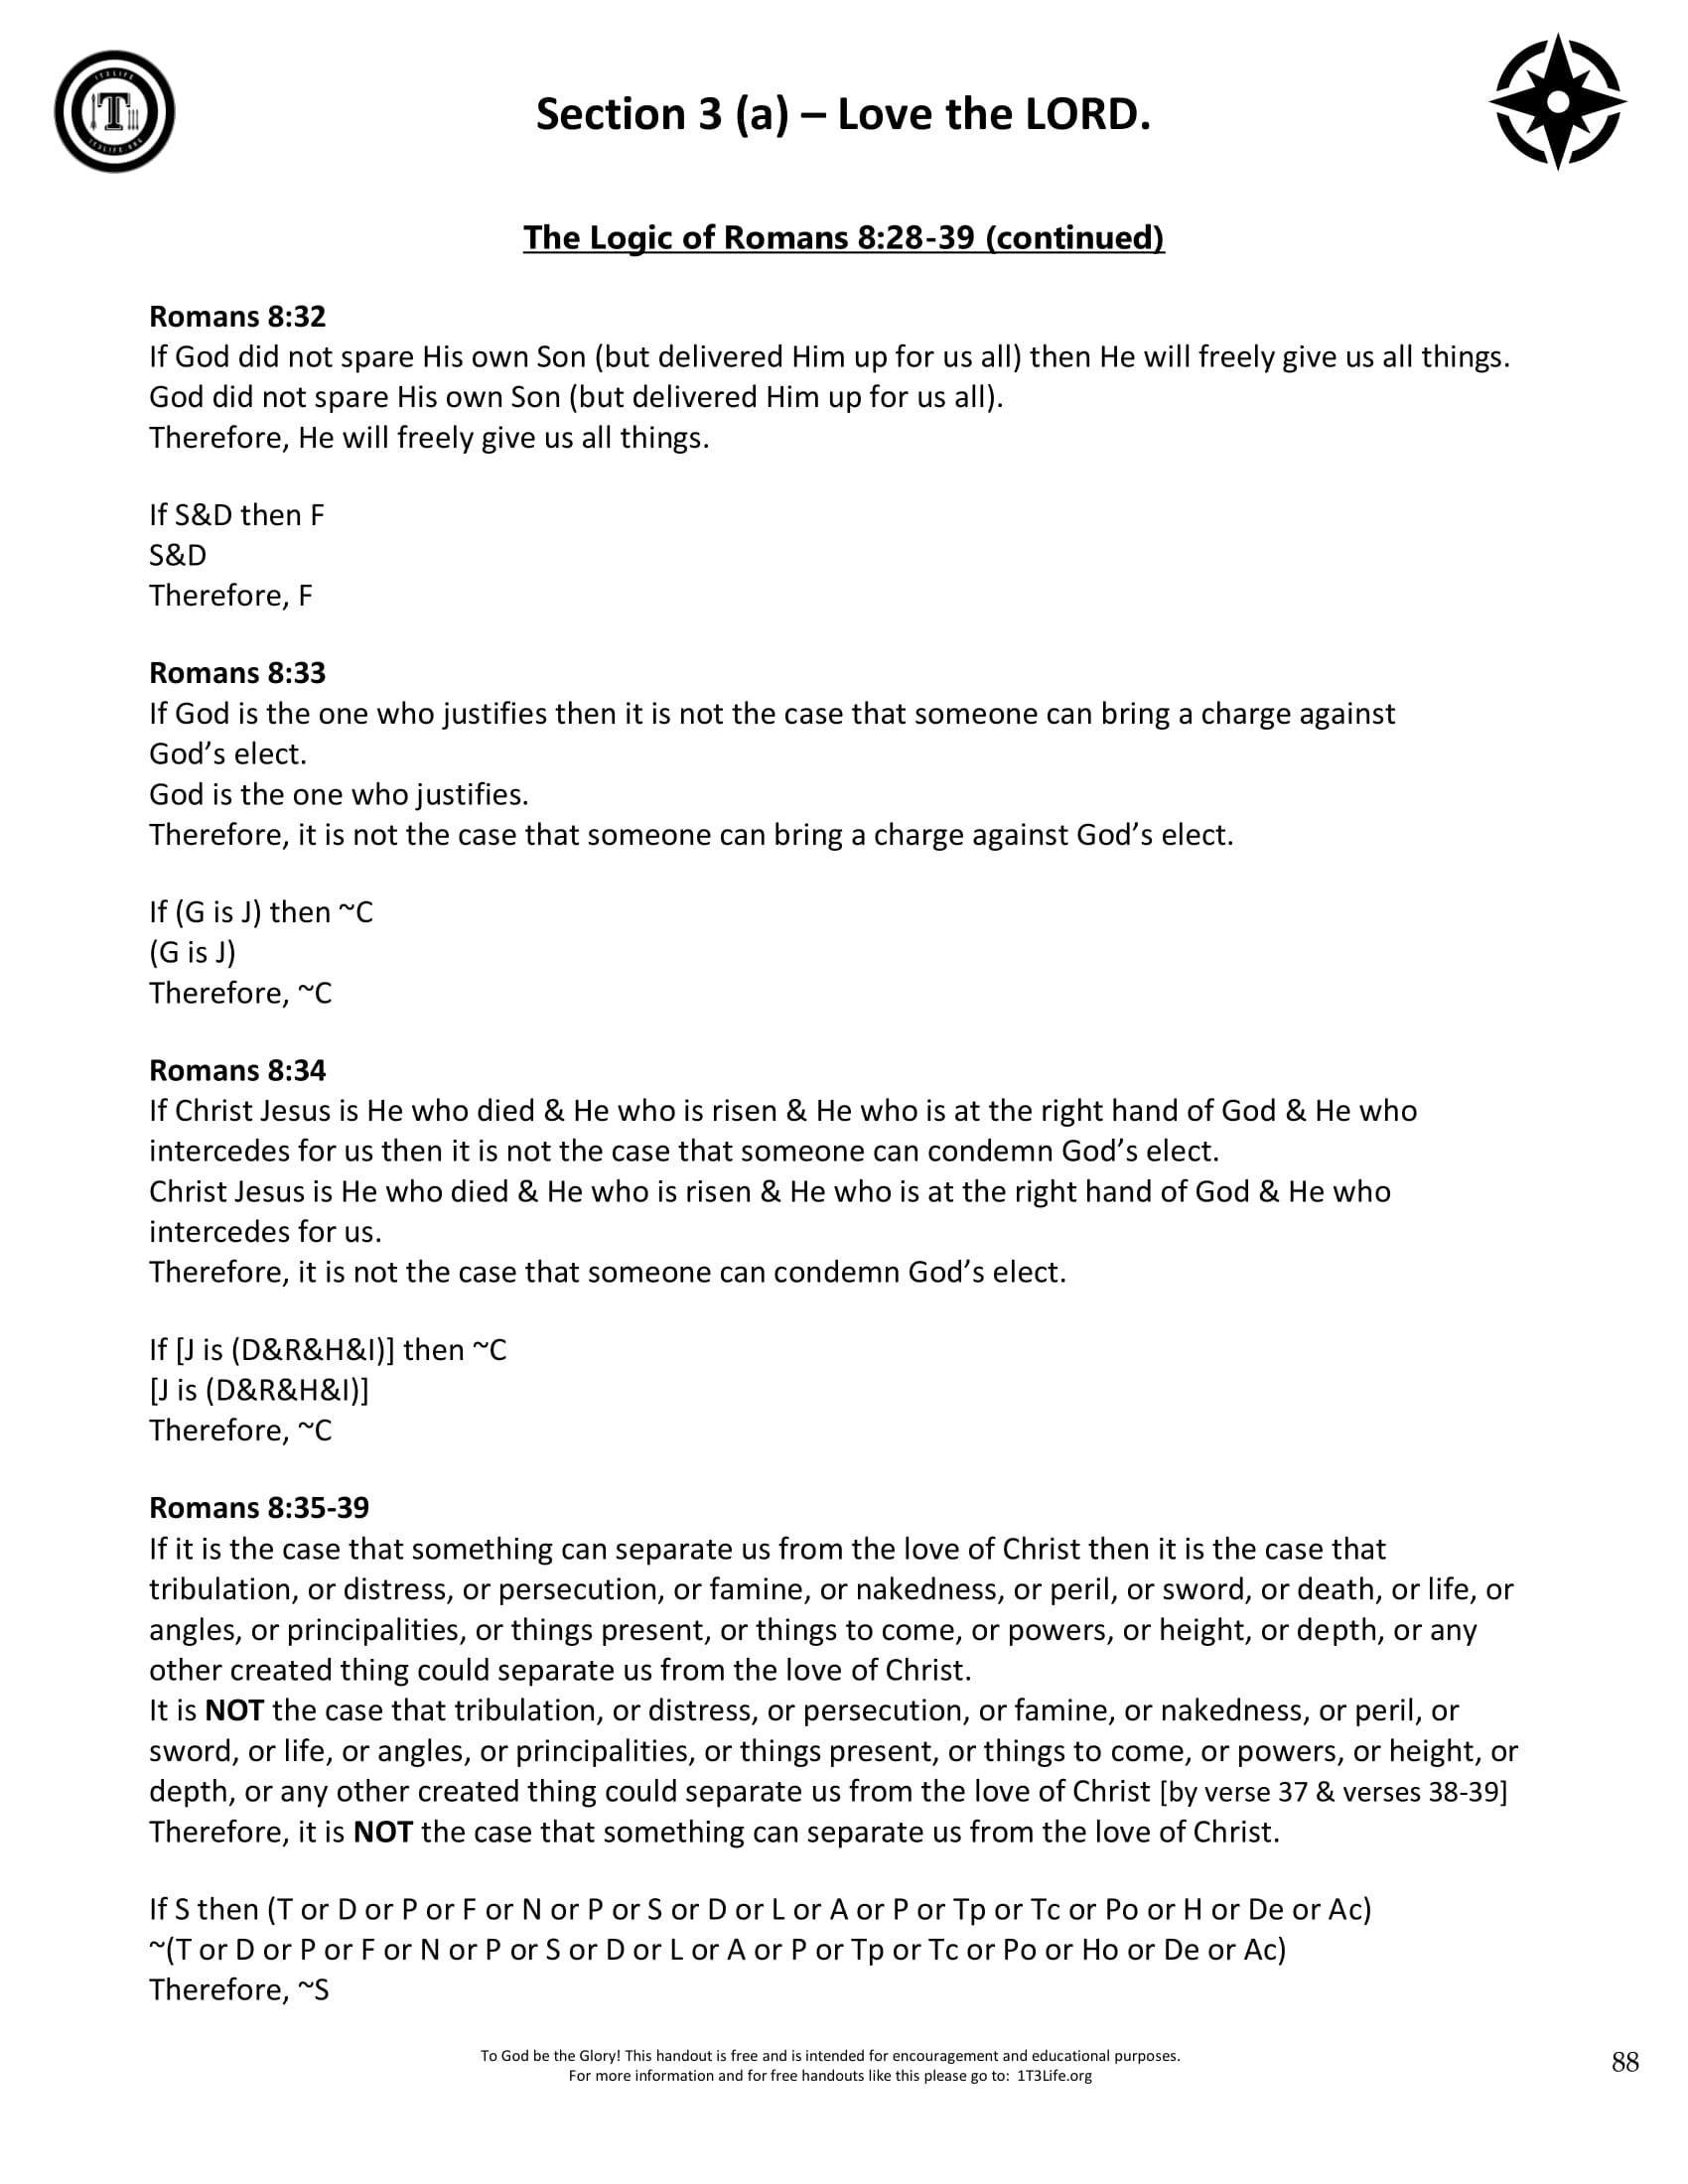 1T3LIFE
T
1T3LIFE.ORG
Section 3 (a) – Love the LORD.
The Logic of Romans 8:28-39 (continued)
Romans 8:32
If God did not spare His own Son (but delivered Him up for us all) then He will freely give us all things.
God did not spare His own Son (but delivered Him up for us all).
Therefore, He will freely give us all things.
If S&D then F
S&D
Therefore, F
Romans 8:33
If God is the one who justifies then it is not the case that someone can bring a charge against
God’s elect.
God is the one who justifies.
Therefore, it is not the case that someone can bring a charge against God’s elect.
If (G is J) then ~C
(G is J)
Therefore, ~C
Romans 8:34
If Christ Jesus is He who died & He who is risen & He who is at the right hand of God & He who
intercedes for us then it is not the case that someone can condemn God’s elect.
Christ Jesus is He who died & He who is risen & He who is at the right hand of God & He who
intercedes for us.
Therefore, it is not the case that someone can condemn God’s elect.
If [J is (D&R&H&I)] then ~C
[J is (D&R&H&I)]
Therefore, ~C
Romans 8:35-39
If it is the case that something can separate us from the love of Christ then it is the case that
tribulation, or distress, or persecution, or famine, or nakedness, or peril, or sword, or death, or life, or
angles, or principalities, or things present, or things to come, or powers, or height, or depth, or any
other created thing could separate us from the love of Christ.
It is NOT the case that tribulation, or distress, or persecution, or famine, or nakedness, or peril, or
sword, or life, or angles, or principalities, or things present, or things to come, or powers, or height, or
depth, or any other created thing could separate us from the love of Christ [by verse 37 & verses 38-39]
Therefore, it is NOT the case that something can separate us from the love of Christ.
If S then (T or D or P or F or N or P or S or D or L or A or P or Tp or Tc or Po or H or De or Ac)
~(T or D or P or F or N or P or S or D or L or A or P or Tp or Tc or Po or Ho or De or Ac)
Therefore, ~S
To God be the Glory! This handout is free and is intended for encouragement and educational purposes.
For more information and for free handouts like this please go to: 1T3Life.org
88